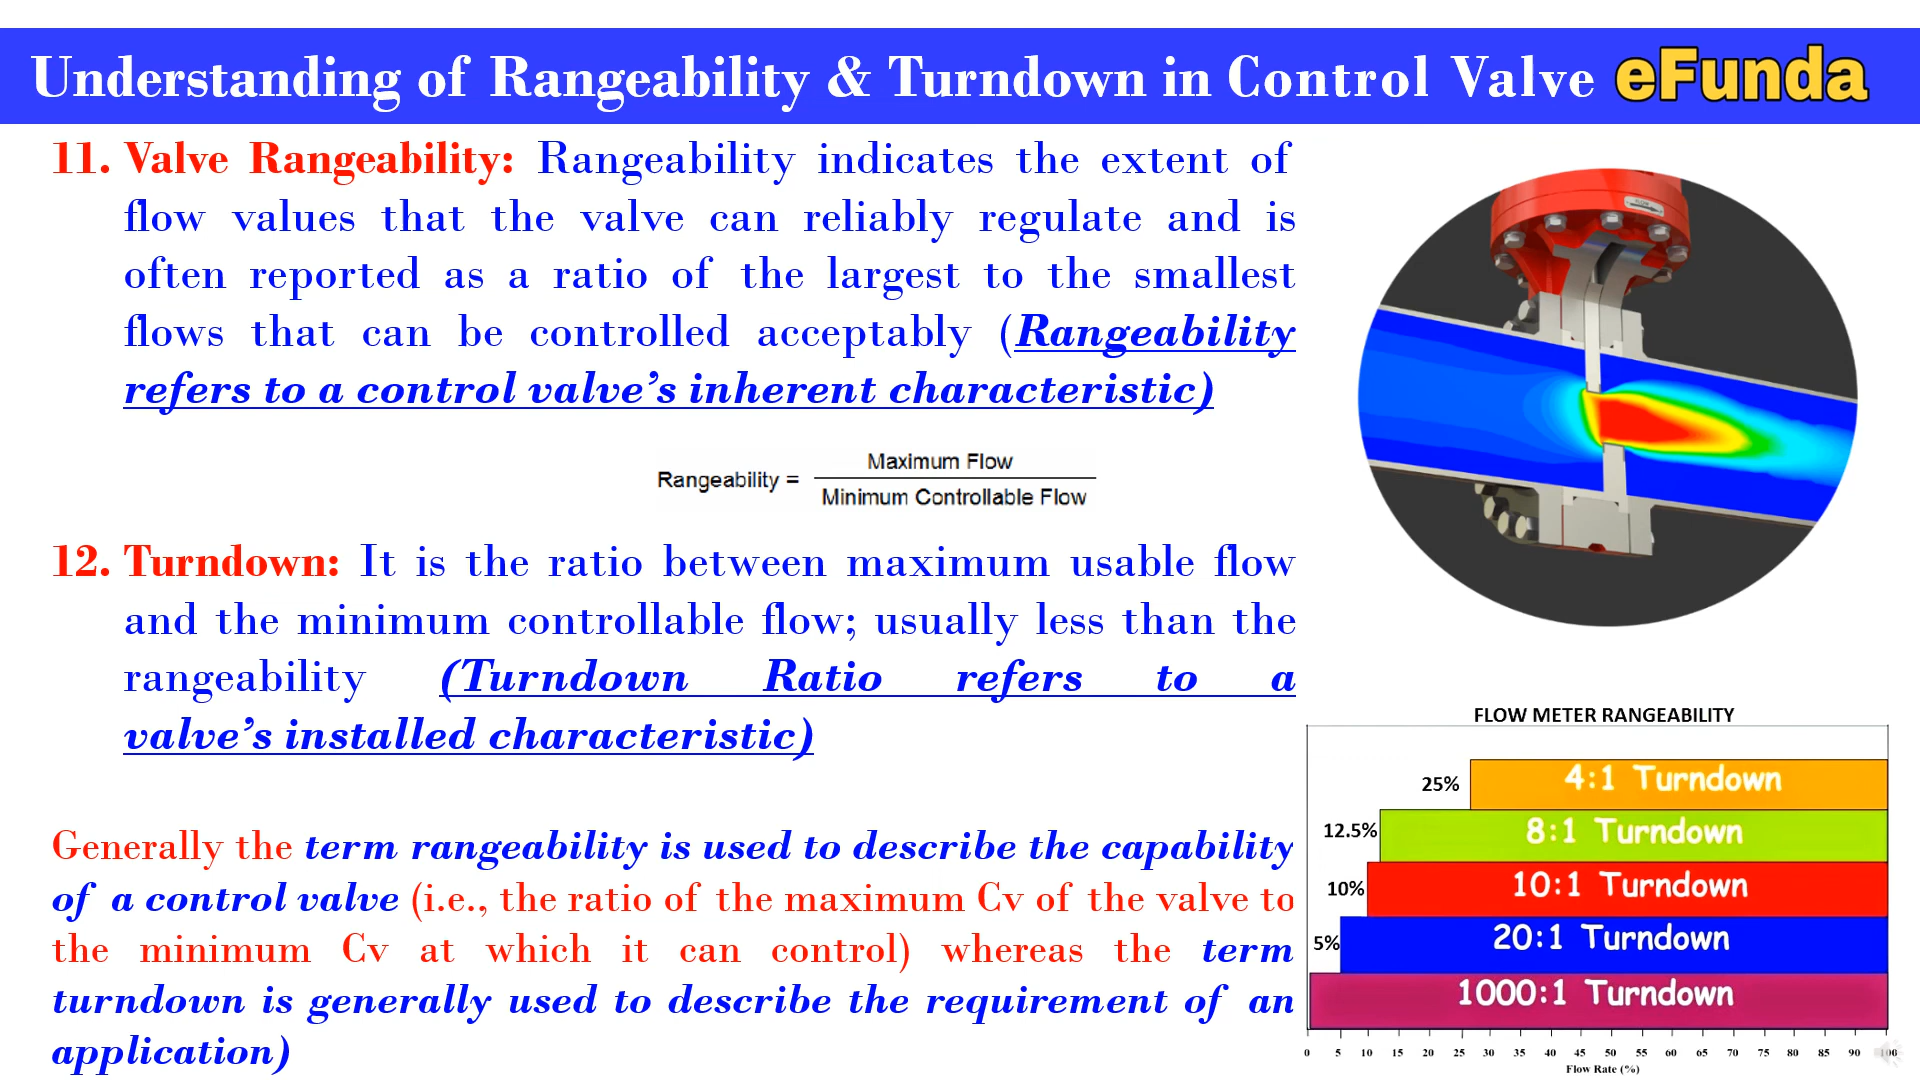 Understanding of Rangeability & Turndown in Control Valve eFunda
11. Valve Rangeability: Rangeability indicates the extent of
flow values that the valve can reliably regulate and is
often reported as a ratio of the largest to the smallest
flows that can be controlled acceptably (Rangeability
refers to a control valve's inherent characteristic)
Rangeability = Maximum Flow
Minimum Controllable Flow
12. Turndown: It is the ratio between maximum usable flow
and the minimum controllable flow; usually less than the
rangeability (Turndown Ratio refers to a
valve's installed characteristic)
Generally the term rangeability is used to describe the capability
of a control valve (i.e., the ratio of the maximum Cv of the valve to
the minimum Cv at which it can control) whereas the term
turndown is generally used to describe the requirement of an
application)
FLOW METER RANGEABILITY
25% 4:1 Turndown
12.5% 8:1 Turndown
10% 10:1 Turndown
5% 20:1 Turndown
1000:1 Turndown
0 5 10 15 20 25 30 35 40 45 50 55 60 65 70 75 80 85 90 100
Flow Rate (%)